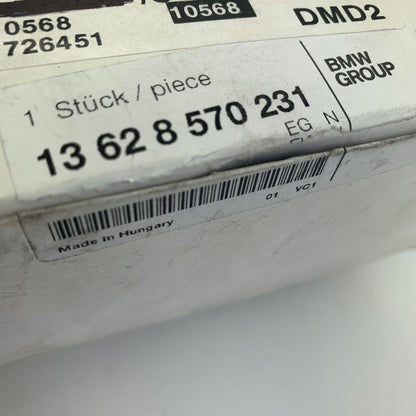 0568
10568
DMD2
726451
1 Stück / piece
BMW
GROUP
13 62 8 570 231
EG N
01 VC1
Made in Hungary